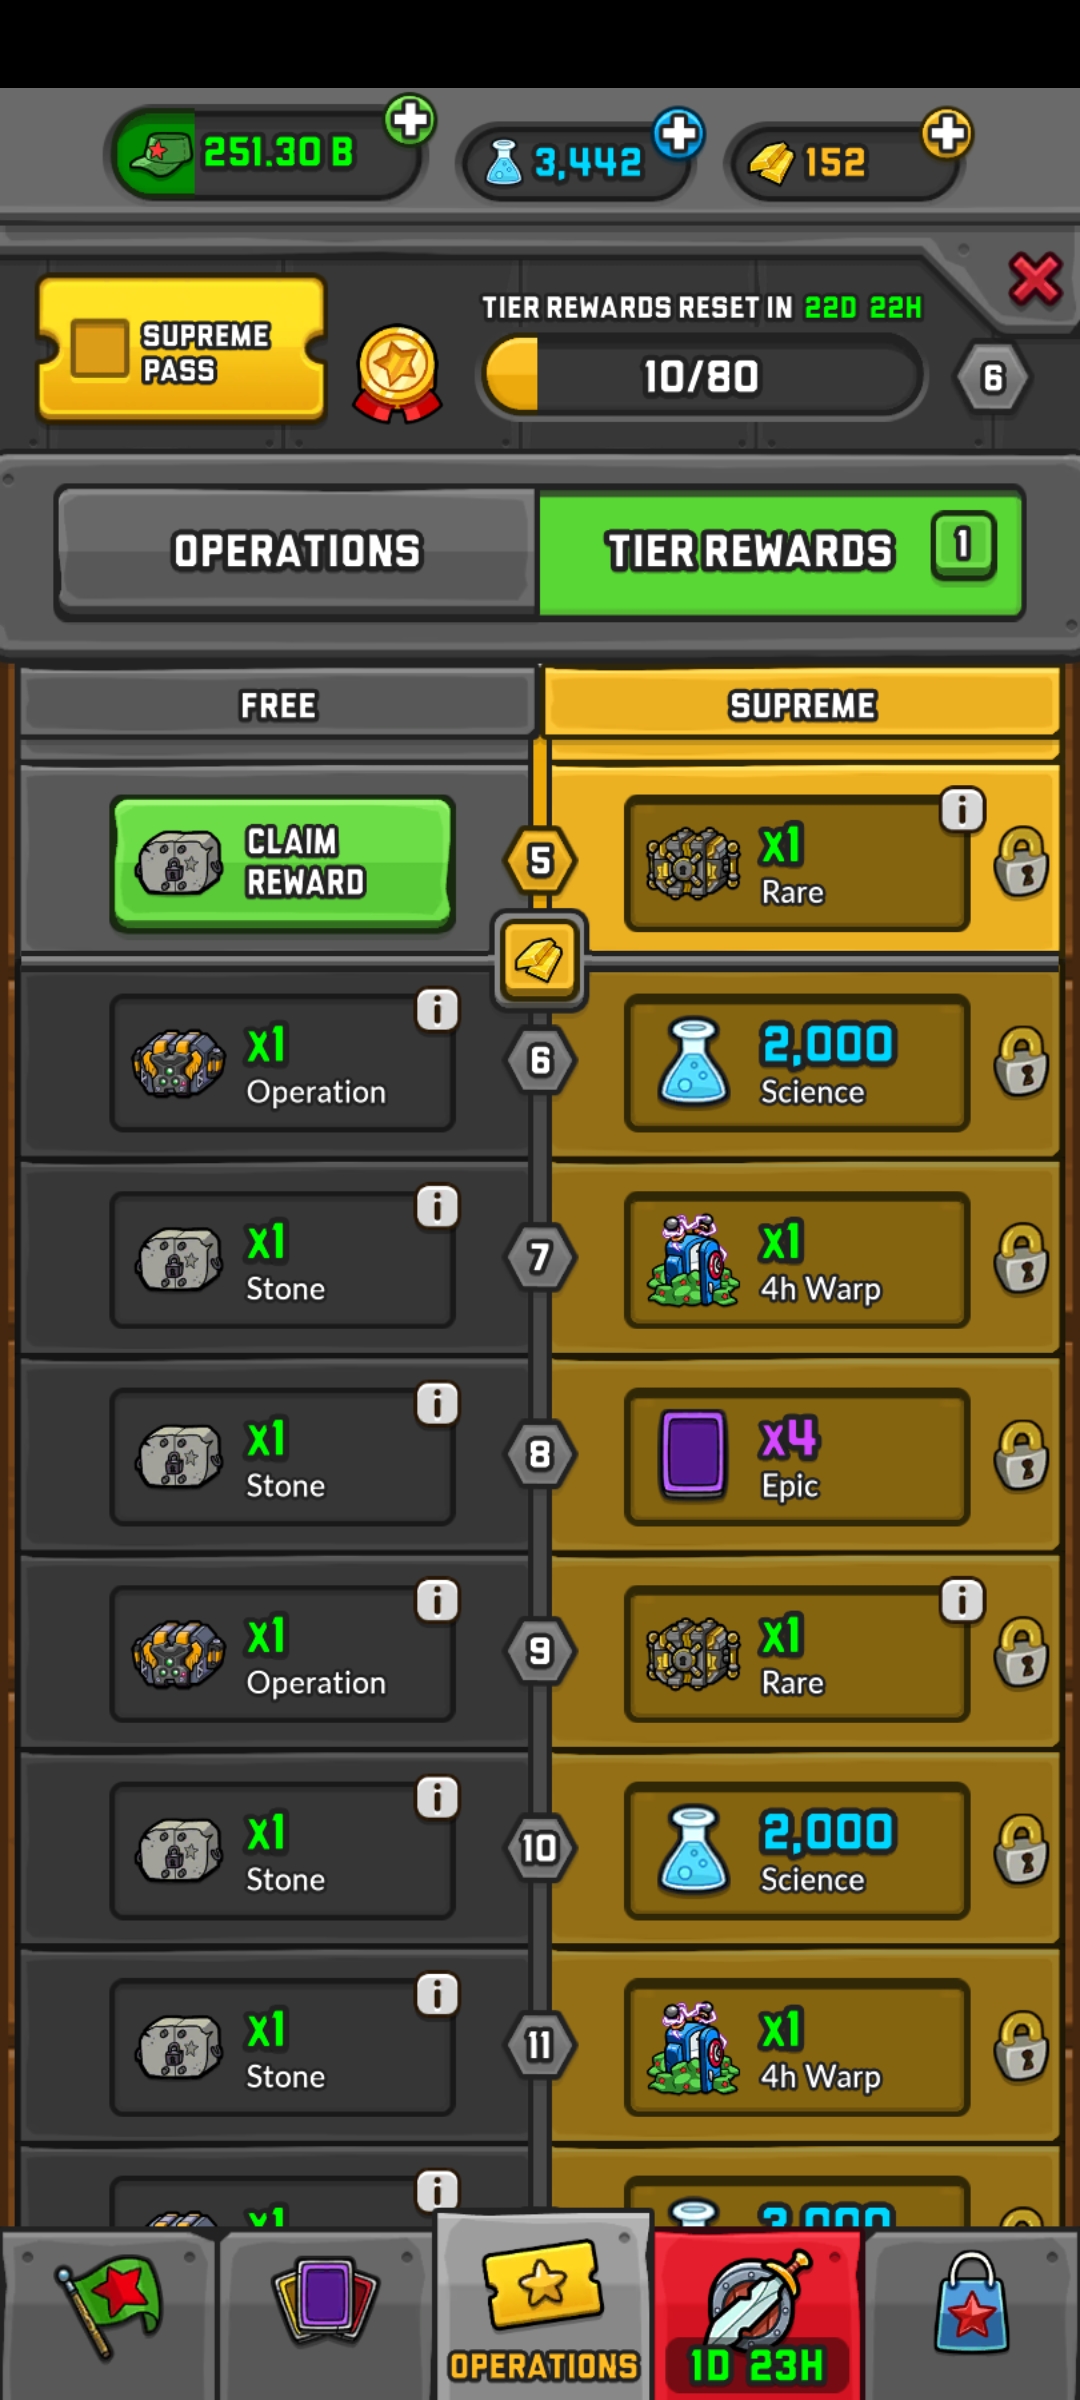 251.30 B
3,442
152
SUPREME
PASS
TIER REWARDS RESET IN 22D 22H
10/80
6
OPERATIONS
TIER REWARDS
1
FREE
SUPREME
CLAIM
REWARD
5
x1
Rare
i
i
x1
Operation
6
2,000
Science
i
x1
Stone
7
x1
4h Warp
i
x1
Stone
8
x4
Epic
i
x1
Operation
9
x1
Rare
i
i
x1
Stone
10
2,000
Science
i
x1
Stone
11
x1
4h Warp
i
x1
3,000
OPERATIONS
1D 23H